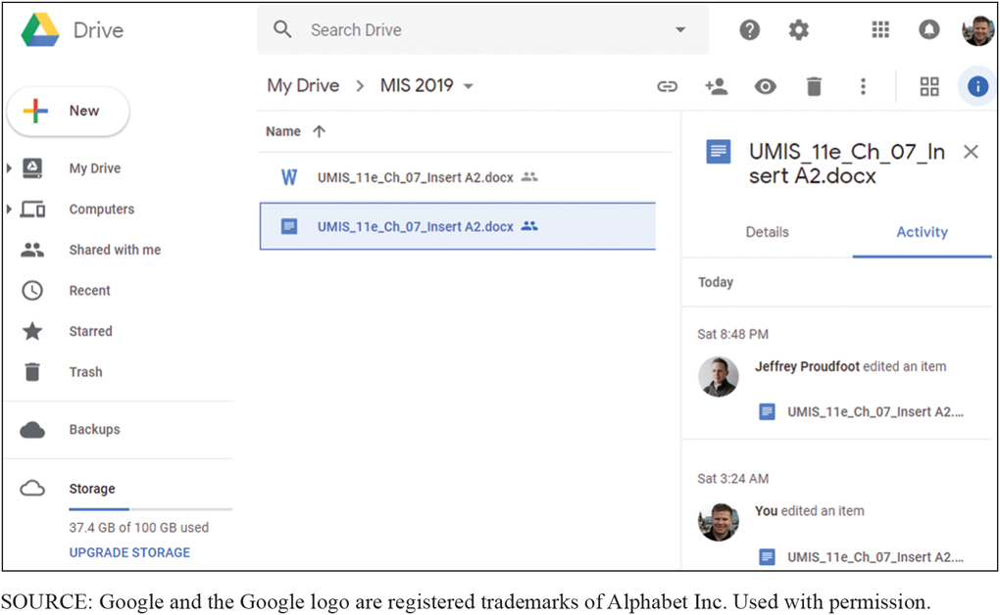 Drive
Search Drive
My Drive > MIS 2019
New
Name
UMIS_11e_Ch_07_Insert A2.docx
UMIS_11e_Ch_07_Insert A2.docx
My Drive
Computers
Shared with me
Recent
Starred
Trash
Backups
Storage
37.4 GB of 100 GB used
UPGRADE STORAGE
UMIS_11e_Ch_07_In
sert A2.docx
Details Activity
Today
Sat 8:48 PM
Jeffrey Proudfoot edited an item
UMIS_11e_Ch_07_Insert A2....
Sat 3:24 AM
You edited an item
UMIS_11e_Ch_07_Insert A2....
SOURCE: Google and the Google logo are registered trademarks of Alphabet Inc. Used with permission.